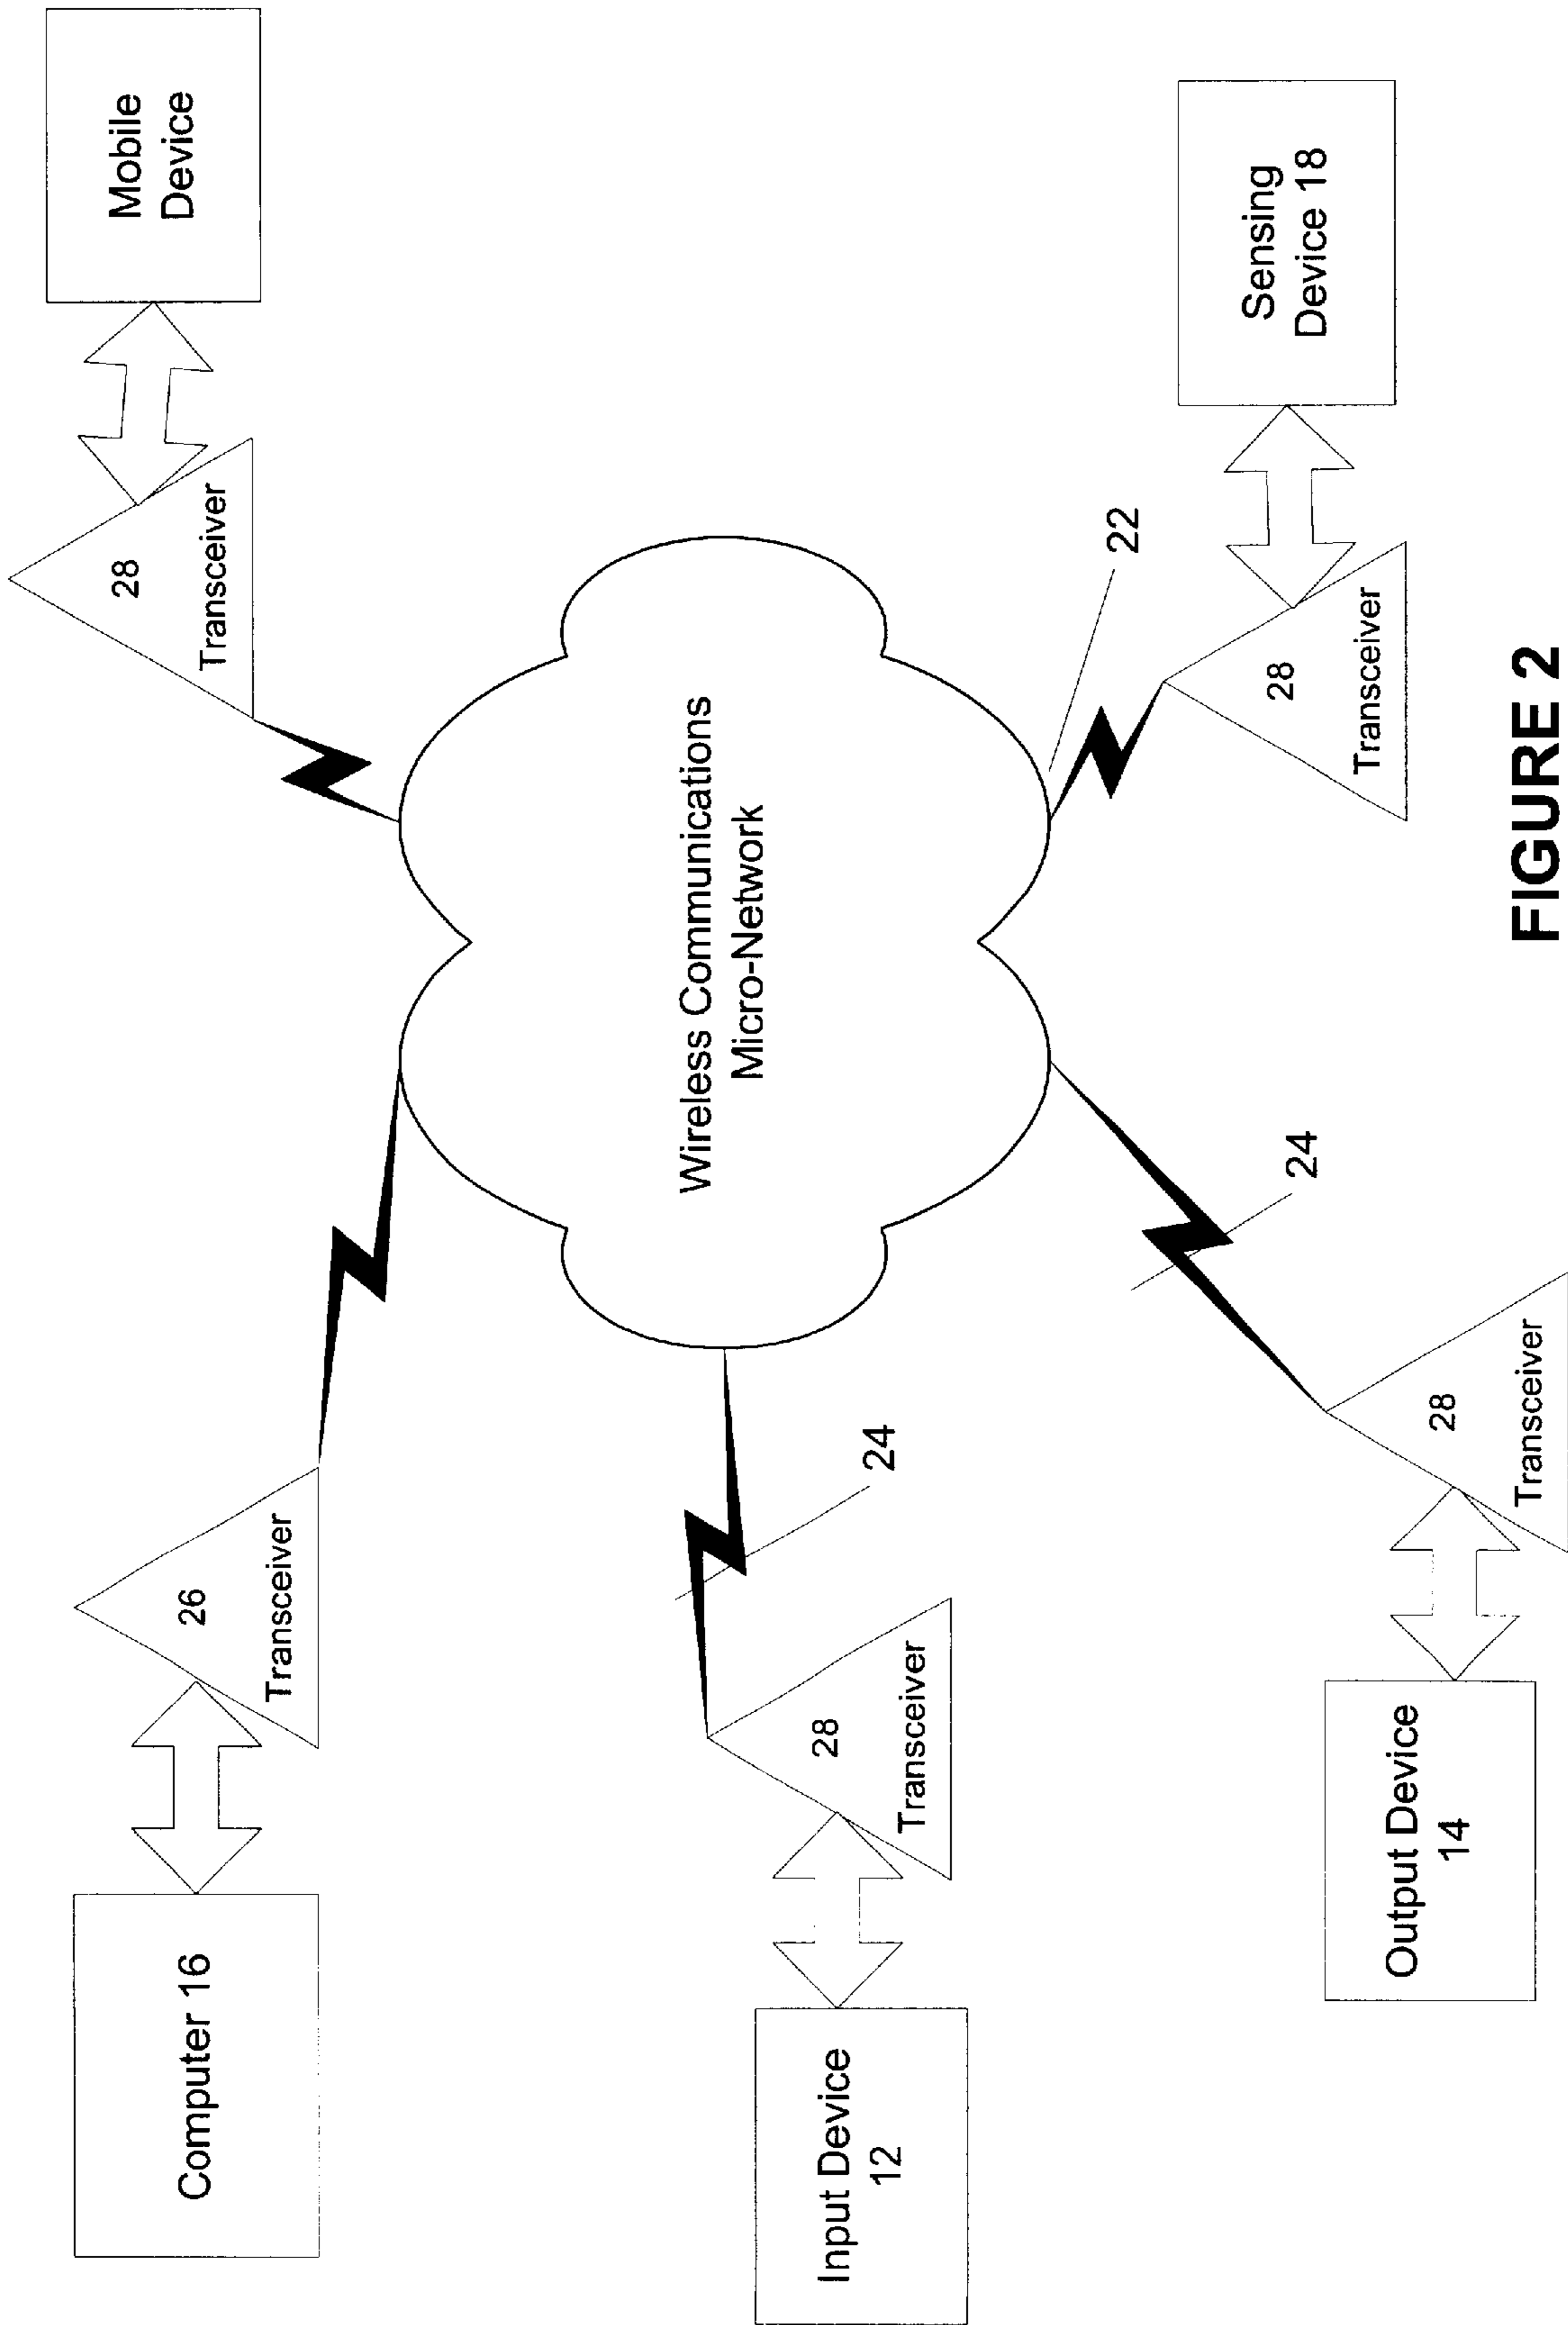 Computer 16
26
Transceiver
28
Transceiver
Mobile
Device
Wireless Communications
Micro-Network
Input Device
12
28
Transceiver
24
22
Sensing
Device 18
28
Transceiver
24
Output Device
14
28
Transceiver
FIGURE 2